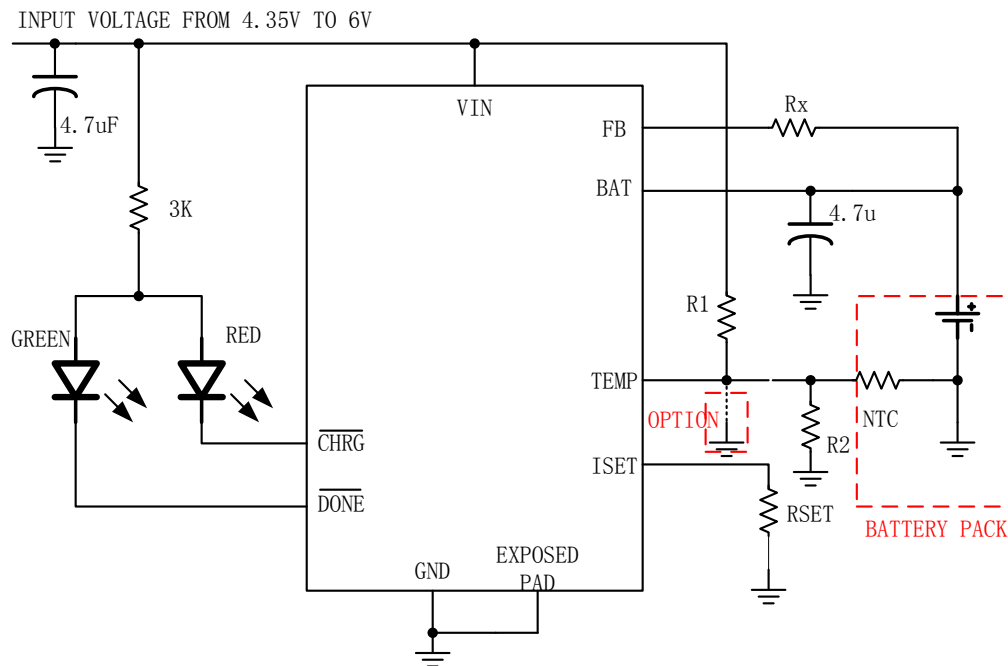 INPUT VOLTAGE FROM 4.35V TO 6V
4.7uF
3K
GREEN
RED
VIN
FB
Rx
BAT
4.7u
R1
+
TEMP
NTC
OPTION
R2
CHRG
ISET
DONE
RSET
BATTERY PACK
GND
EXPOSED
PAD